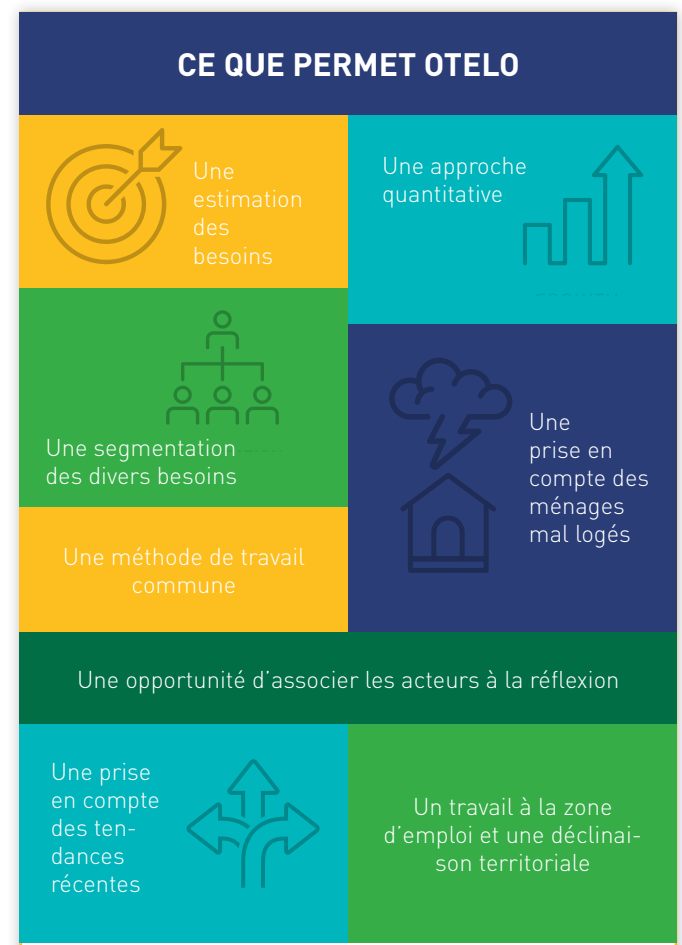 CE QUE PERMET OTELO
Une
estimation
des
besoins
Une approche
quantitative
Une segmentation
des divers besoins
Une
prise en
compte des
ménages
mal logés
Une méthode de travail
commune
Une opportunité d'associer les acteurs à la réflexion
Une prise
en compte
des ten-
dances
récentes
Un travail à la zone
d'emploi et une déclinai-
son territoriale